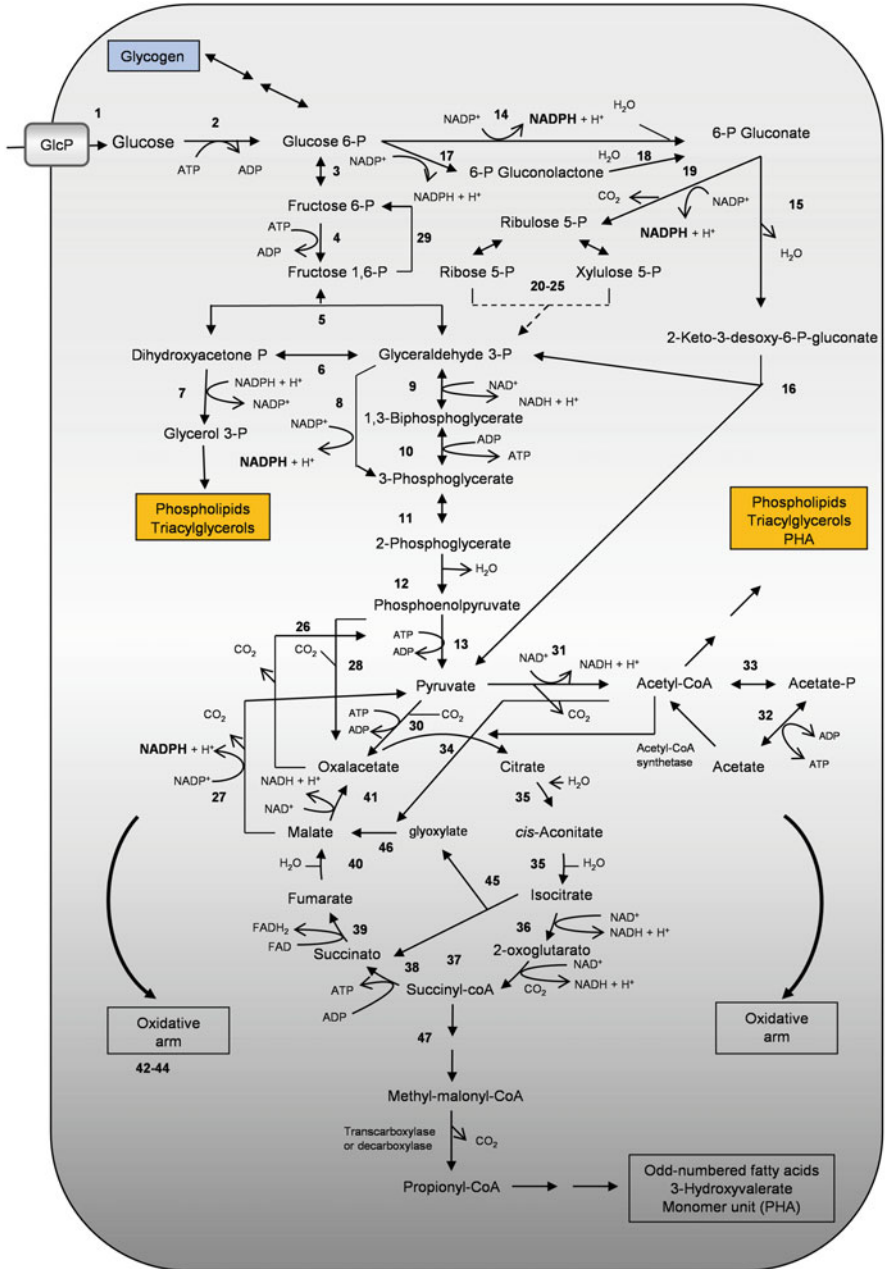 Glycogen
1
2
GlcP
Glucose
ATP
ADP
Glucose 6-P
NADP⁺
14
NADPH + H⁺
H₂O
6-P Gluconate
3
NADP⁺
17
NADPH + H⁺
6-P Gluconolactone
H₂O
18
19
CO₂
NADP⁺
NADPH + H⁺
15
H₂O
Fructose 6-P
ATP
ADP
4
29
Fructose 1,6-P
Ribulose 5-P
Ribose 5-P
Xylulose 5-P
20-25
5
2-Keto-3-desoxy-6-P-gluconate
16
Dihydroxyacetone P
6
Glyceraldehyde 3-P
7
NADPH + H⁺
NADP⁺
Glycerol 3-P
8
NADP⁺
NADPH + H⁺
9
NAD⁺
NADH + H⁺
1,3-Biphosphoglycerate
10
ADP
ATP
3-Phosphoglycerate
Phospholipids
Triacylglycerols
Phospholipids
Triacylglycerols
PHA
11
2-Phosphoglycerate
H₂O
12
Phosphoenolpyruvate
26
CO₂
CO₂
28
ATP
ADP
13
Pyruvate
NAD⁺
31
NADH + H⁺
CO₂
Acetyl-CoA
33
Acetate-P
32
ADP
ATP
Acetyl-CoA
synthetase
Acetate
CO₂
NADPH + H⁺
NADP⁺
27
ATP
ADP
CO₂
30
34
Oxalacetate
Citrate
NADH + H⁺
NAD⁺
41
H₂O
35
Malate
46
glyoxylate
cis-Aconitate
H₂O
40
35
H₂O
45
Fumarate
Isocitrate
FADH₂
FAD
39
36
NAD⁺
NADH + H⁺
Succinato
2-oxoglutarato
37
38
NAD⁺
CO₂
NADH + H⁺
ATP
ADP
Succinyl-coA
Oxidative
arm
42-44
Oxidative
arm
47
Methyl-malonyl-CoA
Transcarboxylase
or decarboxylase
CO₂
Propionyl-CoA
Odd-numbered fatty acids
3-Hydroxyvalerate
Monomer unit (PHA)